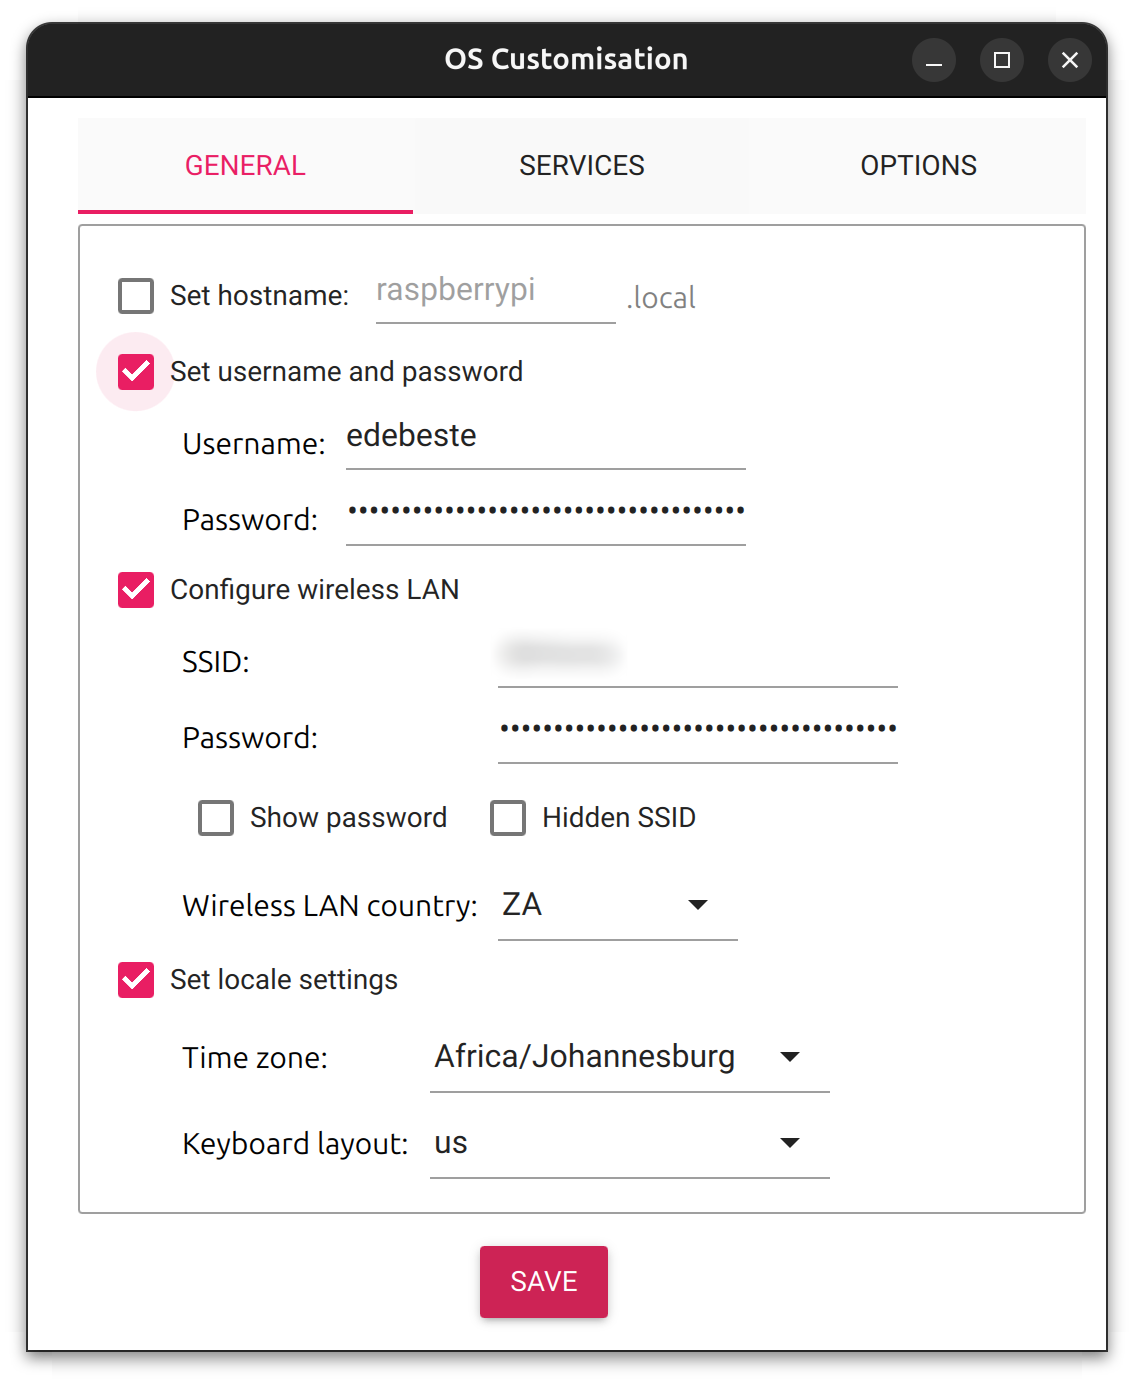 OS Customisation
GENERAL SERVICES OPTIONS
Set hostname: raspberrypi .local
Set username and password
Username: edebeste
Password: •••••••••••••••••••••••••••••••••••••
Configure wireless LAN
SSID:
Password: •••••••••••••••••••••••••••••••••••••
Show password Hidden SSID
Wireless LAN country: ZA
Set locale settings
Time zone: Africa/Johannesburg
Keyboard layout: us
SAVE